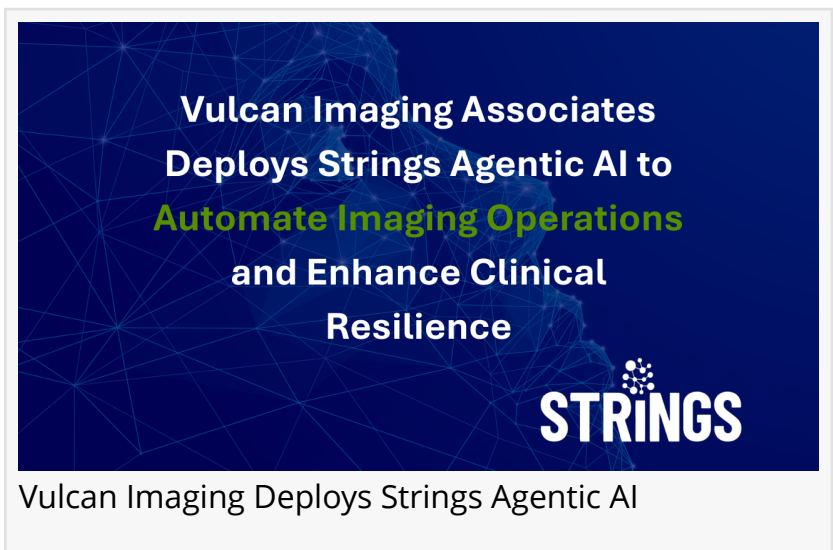 Vulcan Imaging Associates
Deploys Strings Agentic AI to
Automate Imaging Operations
and Enhance Clinical
Resilience
STRiNGS
Vulcan Imaging Deploys Strings Agentic AI